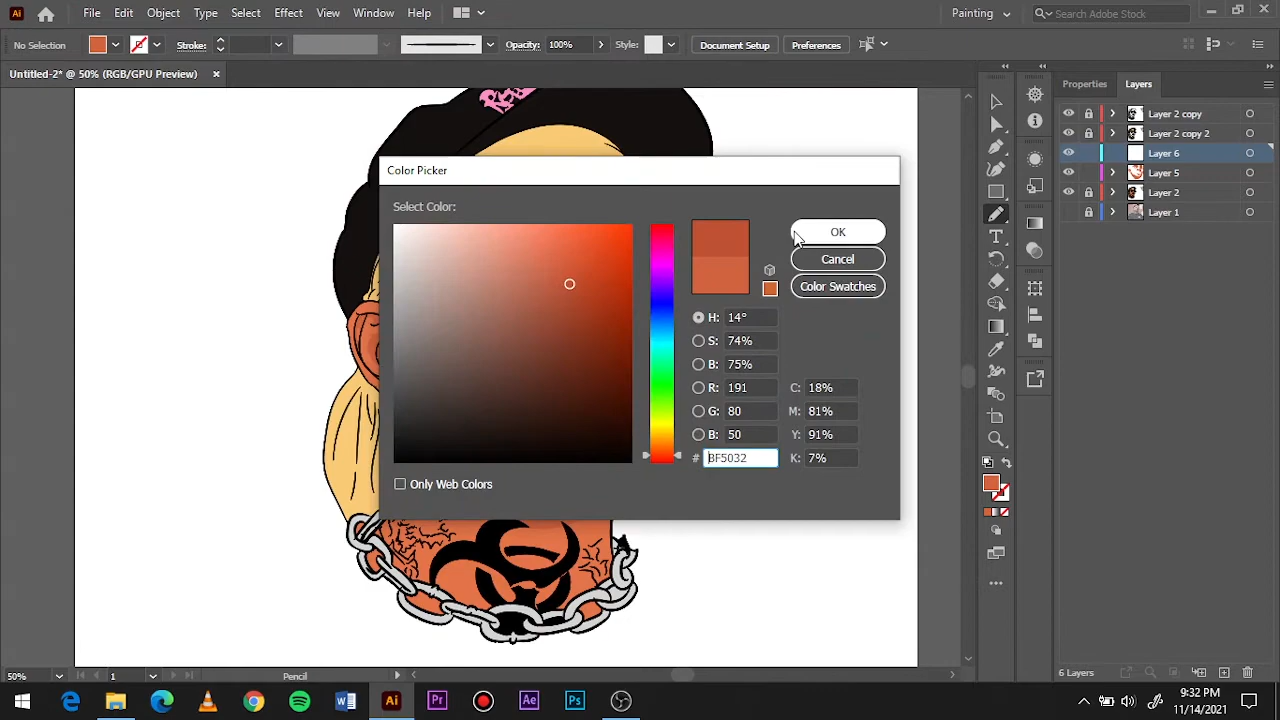 Ai File Edit Object Type Select Effect View Window Help Painting Search Adobe Stock
No Selection Stroke: Opacity: 100% Style: Document Setup Preferences
Untitled-2* @ 50% (RGB/GPU Preview) × Properties Layers
Layer 2 copy
Layer 2 copy 2
Layer 6
Layer 5
Layer 2
Layer 1
Color Picker
Select Color:
OK
Cancel
Color Swatches
H: 14°
S: 74%
B: 75%
R: 191 C: 18%
G: 80 M: 81%
B: 50 Y: 91%
# BF5032 K: 7%
Only Web Colors
50% 1 Pencil 6 Layers
Ai Pr Ae Ps
9:32 PM
11/14/2021